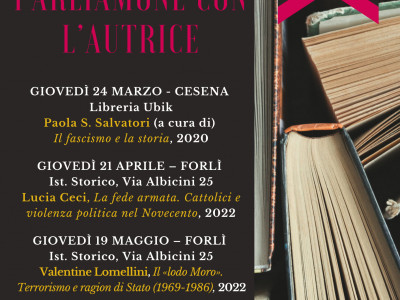 PARLIAMONE CON
L'AUTRICE
GIOVEDÌ 24 MARZO - CESENA
Libreria Ubik
Paola S. Salvatori (a cura di)
Il fascismo e la storia, 2020
GIOVEDÌ 21 APRILE – FORLÌ
Ist. Storico, Via Albicini 25
Lucia Ceci, La fede armata. Cattolici e
violenza politica nel Novecento, 2022
GIOVEDÌ 19 MAGGIO – FORLÌ
Ist. Storico, Via Albicini 25
Valentine Lomellini, Il «lodo Moro».
Terrorismo e ragion di Stato (1969-1986), 2022